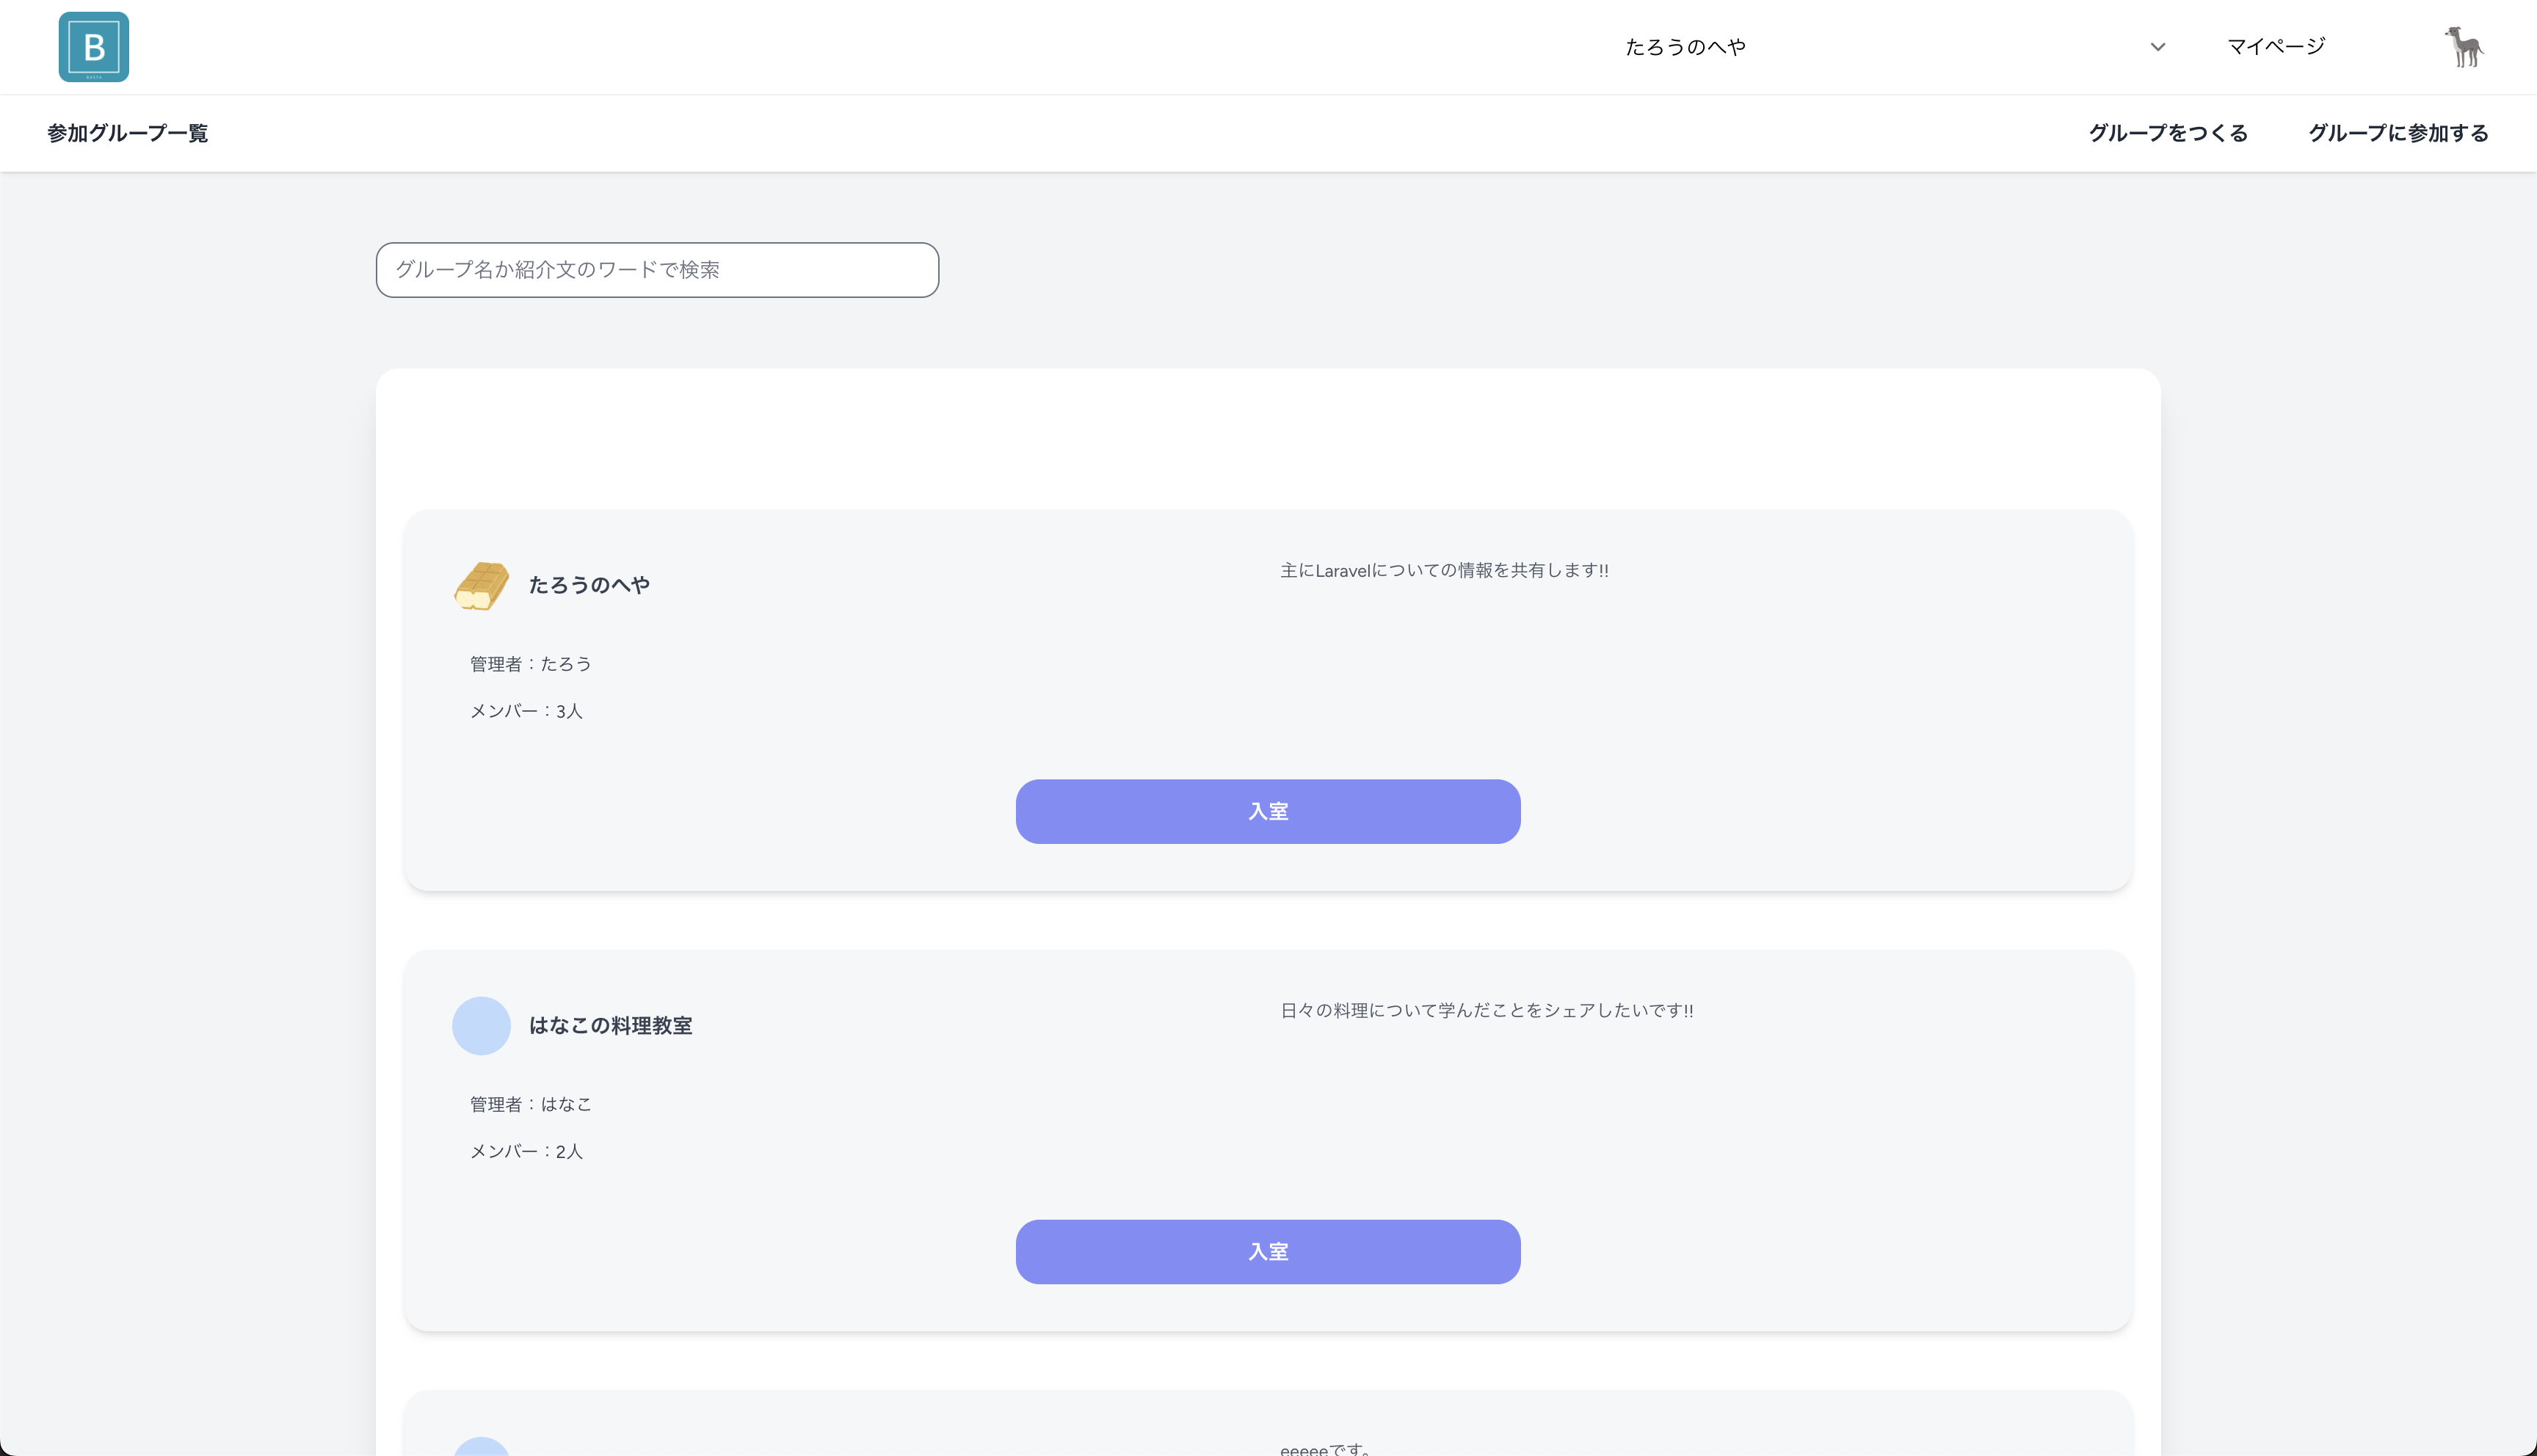 B
たろうのへや
マイページ
参加グループ一覧
グループをつくる
グループに参加する
グループ名か紹介文のワードで検索
たろうのへや
主にLaravelについての情報を共有します!!
管理者：たろう
メンバー：3人
入室
はなこの料理教室
日々の料理について学んだことをシェアしたいです!!
管理者：はなこ
メンバー：2人
入室
eeeeeです。